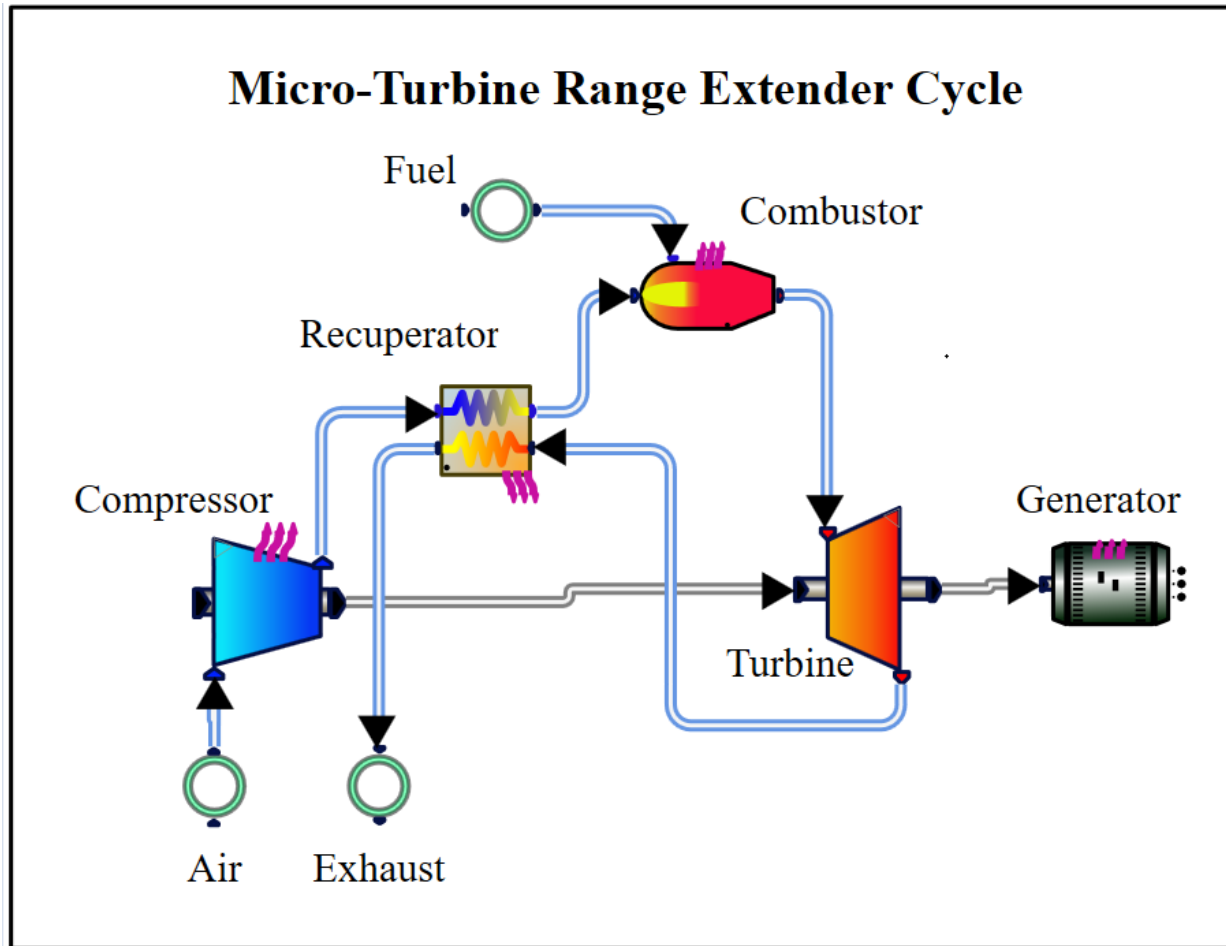 Micro-Turbine Range Extender Cycle
Fuel
Combustor
Recuperator
Compressor
Generator
Turbine
Air
Exhaust